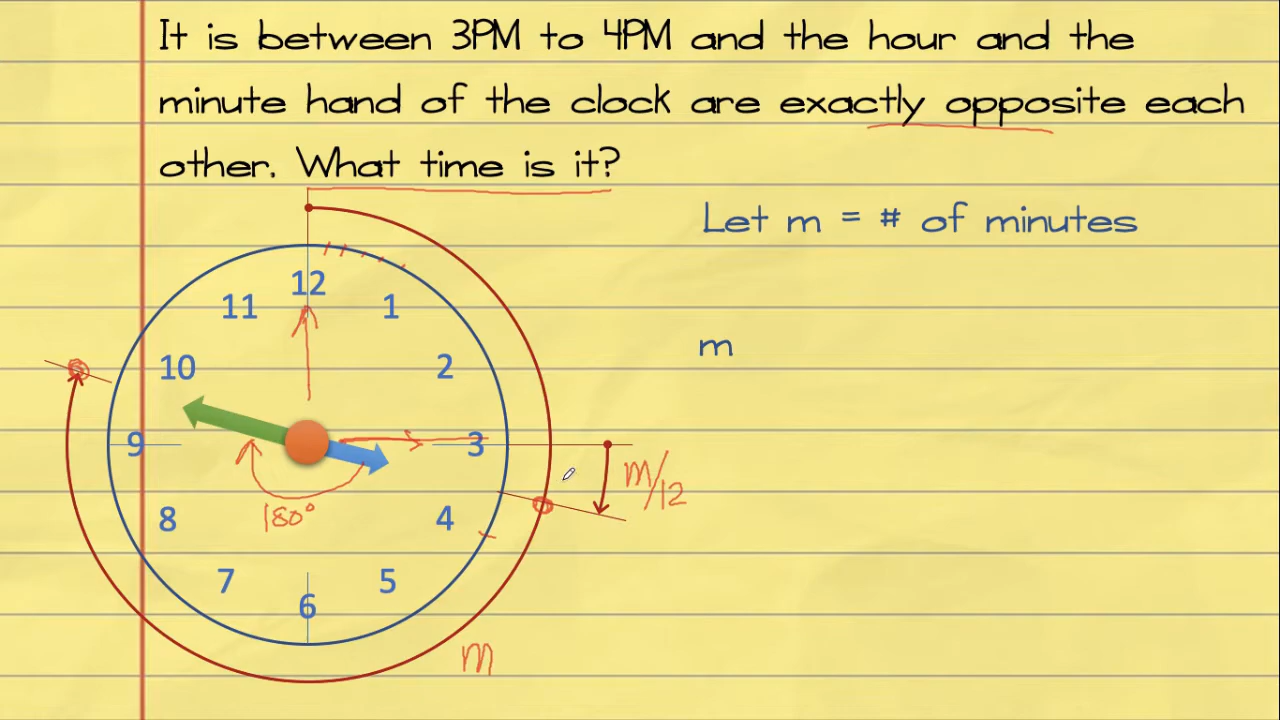 It is between 3PM to 4PM and the hour and the
minute hand of the clock are exactly opposite each
other. What time is it?
Let m = # of minutes
12
11
1
10
2
m
9
3
m/12
180°
8
4
7
5
6
m